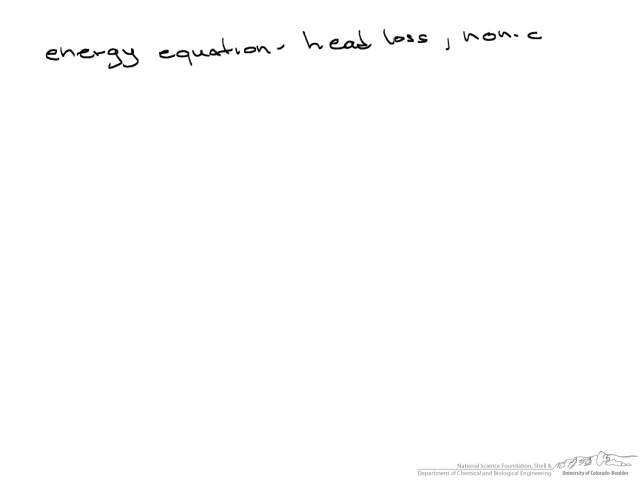 energy equation - head loss, non-c
National Science Foundation, Shell &
Department of Chemical and Biological Engineering
University of Colorado-Boulder